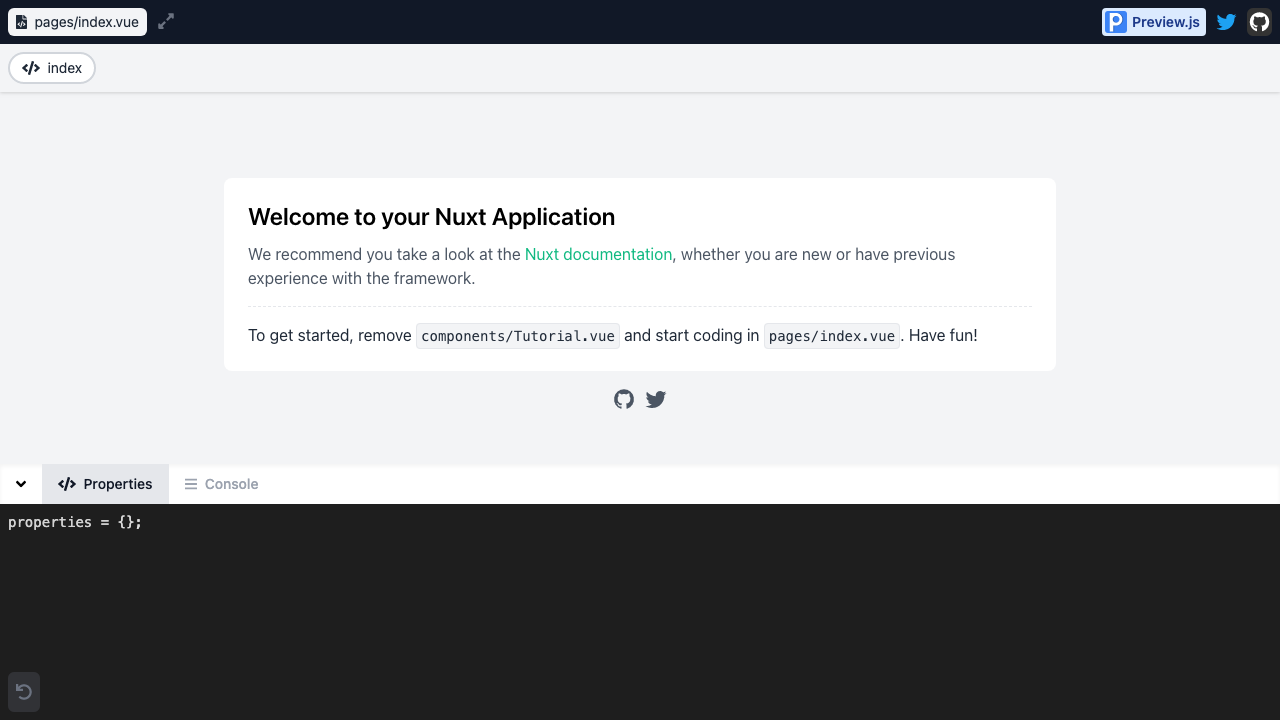 pages/index.vue
Preview.js
index
Welcome to your Nuxt Application
We recommend you take a look at the Nuxt documentation, whether you are new or have previous
experience with the framework.
To get started, remove components/Tutorial.vue and start coding in pages/index.vue. Have fun!
Properties
Console
properties = {};